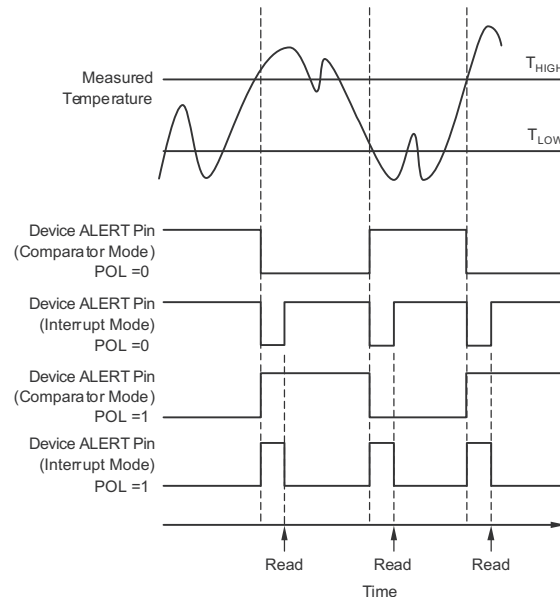 Measured
Temperature
THIGH
TLOW
Device ALERT Pin
(Comparator Mode)
POL =0
Device ALERT Pin
(Interrupt Mode)
POL =0
Device ALERT Pin
(Comparator Mode)
POL =1
Device ALERT Pin
(Interrupt Mode)
POL =1
Read Read Read
Time